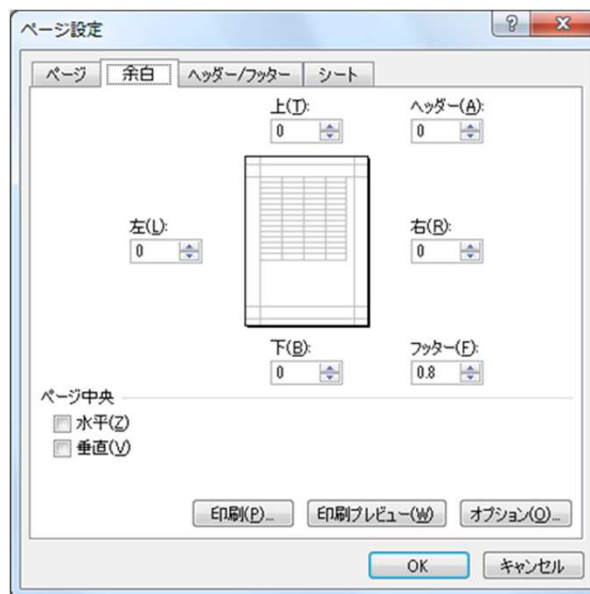 ページ設定
ページ 余白 ヘッダー/フッター シート
上(T): ヘッダー(A):
0 0
左(L): 右(R):
0 0
下(B): フッター(F):
0 0.8
ページ中央
水平(Z)
垂直(V)
印刷(P)... 印刷プレビュー(W) オプション(O)...
OK キャンセル